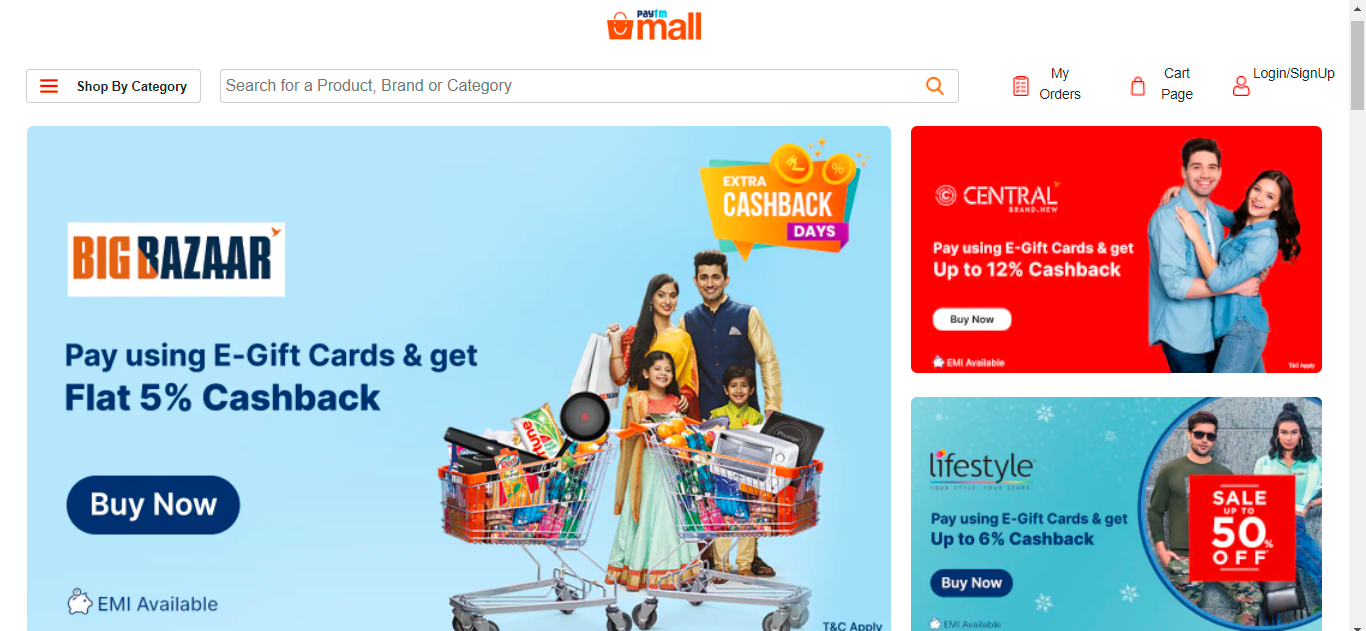 paytm
mall
Shop By Category
Search for a Product, Brand or Category
My
Orders
Cart
Page
Login/SignUp
EXTRA
CASHBACK
DAYS
BIG BAZAAR
Pay using E-Gift Cards & get
Flat 5% Cashback
Buy Now
EMI Available
T&C Apply
CENTRAL
BRAND.NEW
Pay using E-Gift Cards & get
Up to 12% Cashback
Buy Now
EMI Available
T&C Apply
lifestyle
YOUR STYLE. YOUR STORE.
Pay using E-Gift Cards & get
Up to 6% Cashback
Buy Now
EMI Available
SALE
UP TO
50%
OFF*